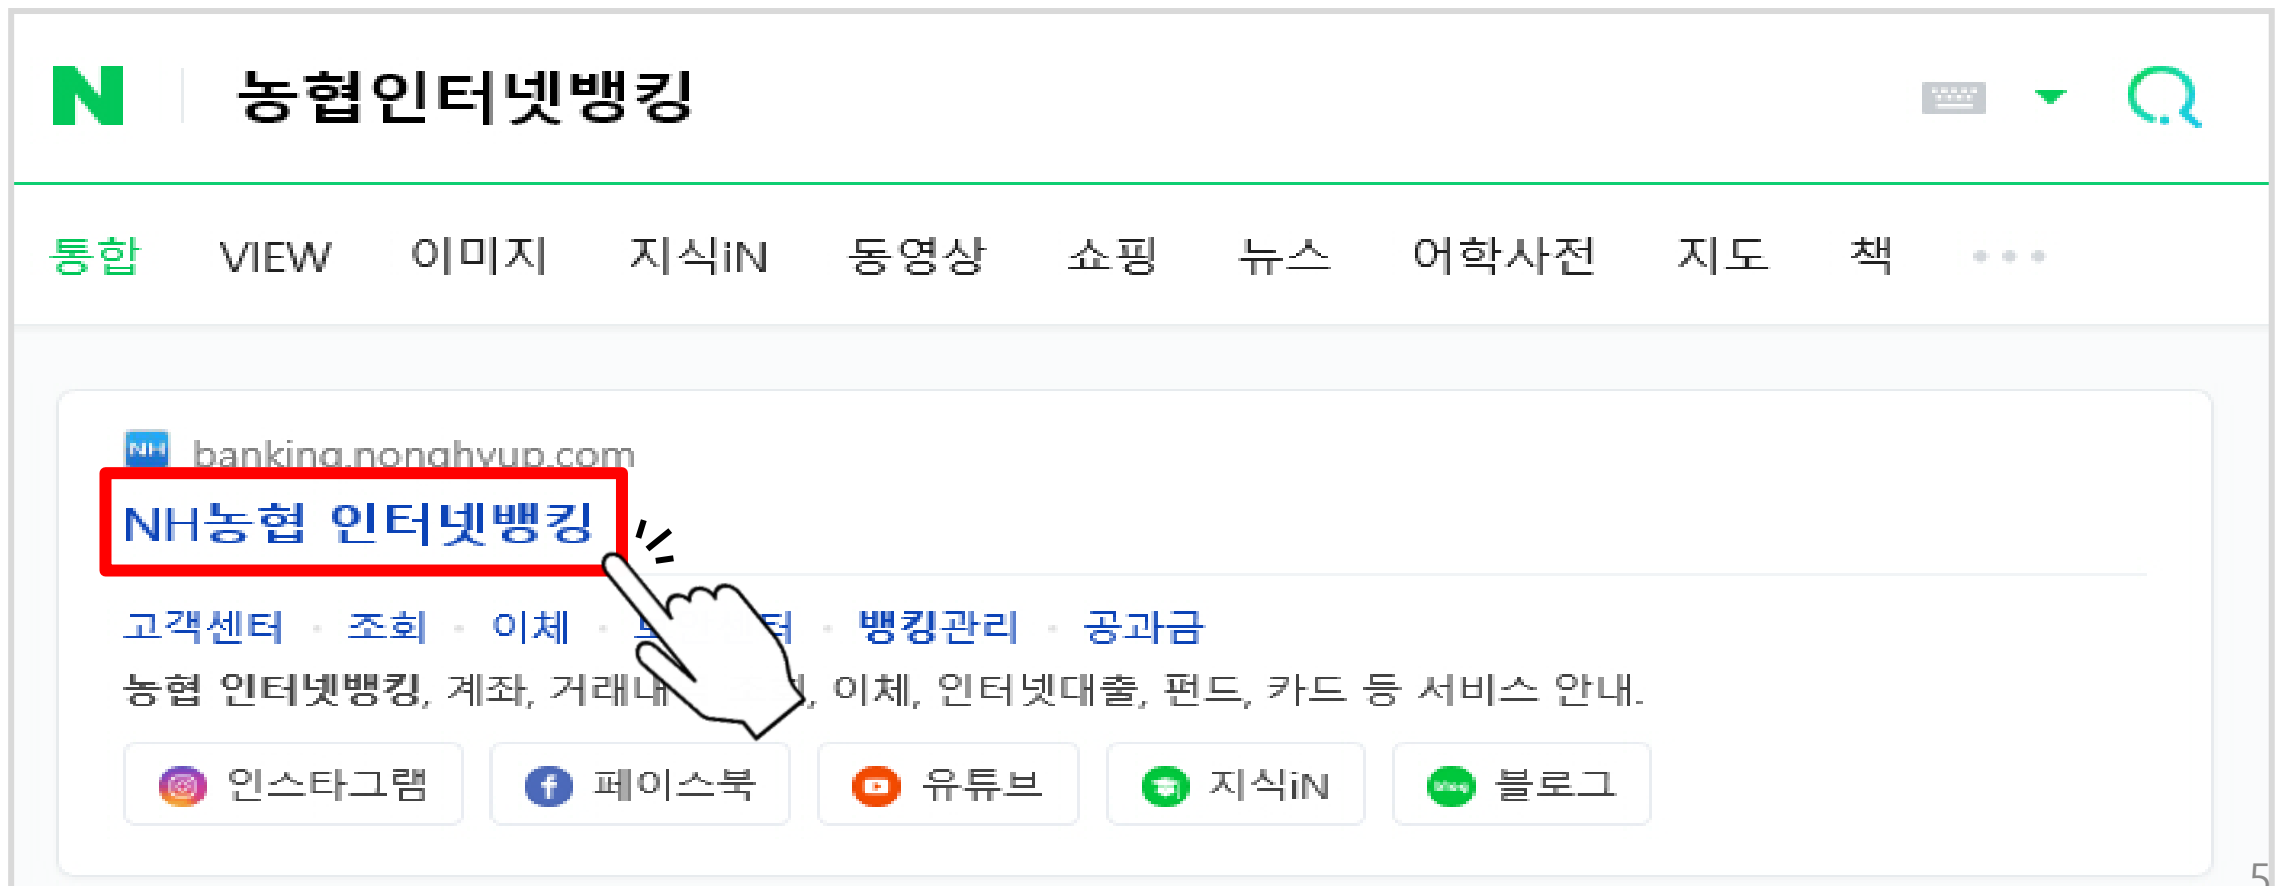 N 농협인터넷뱅킹
통합 VIEW 이미지 지식iN 동영상 쇼핑 뉴스 어학사전 지도 책
NH banking.nonghyup.com
NH농협 인터넷뱅킹
고객센터 · 조회 · 이체 · · 뱅킹관리 · 공과금
농협 인터넷뱅킹, 계좌, 이체, 인터넷대출, 펀드, 카드 등 서비스 안내.
인스타그램 페이스북 유튜브 지식iN blog 블로그
5